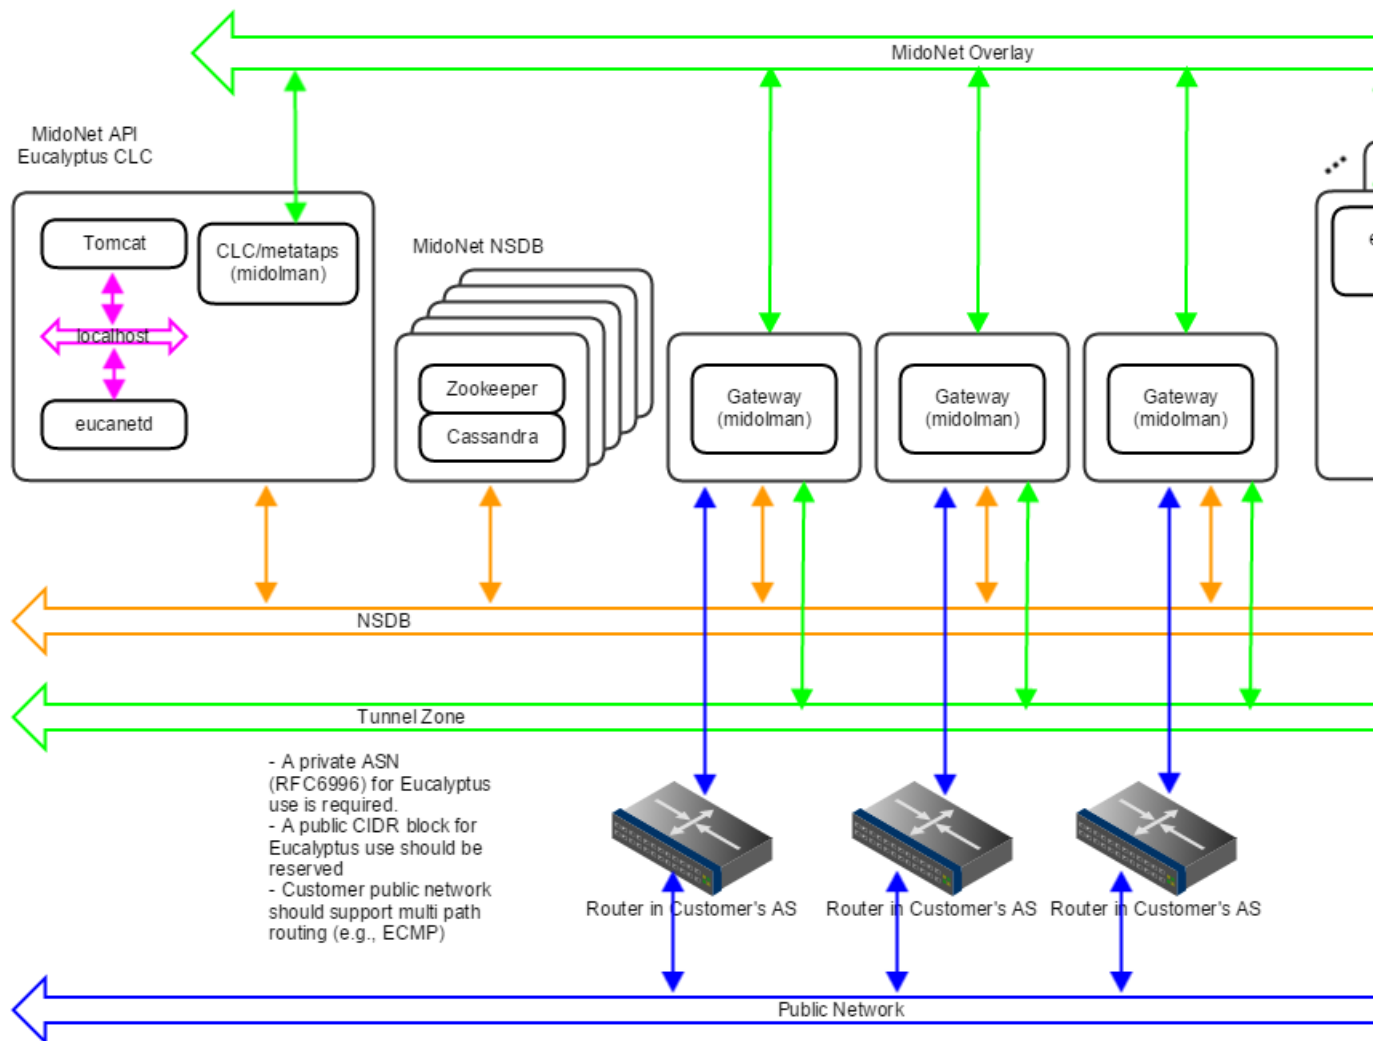 MidoNet Overlay
MidoNet API
Eucalyptus CLC
Tomcat
CLC/metataps
(midolman)
localhost
eucanetd
MidoNet NSDB
Zookeeper
Cassandra
Gateway
(midolman)
Gateway
(midolman)
Gateway
(midolman)
NSDB
Tunnel Zone
- A private ASN
(RFC6996) for Eucalyptus
use is required.
- A public CIDR block for
Eucalyptus use should be
reserved
- Customer public network
should support multi path
routing (e.g., ECMP)
Router in Customer's AS
Router in Customer's AS
Router in Customer's AS
Public Network